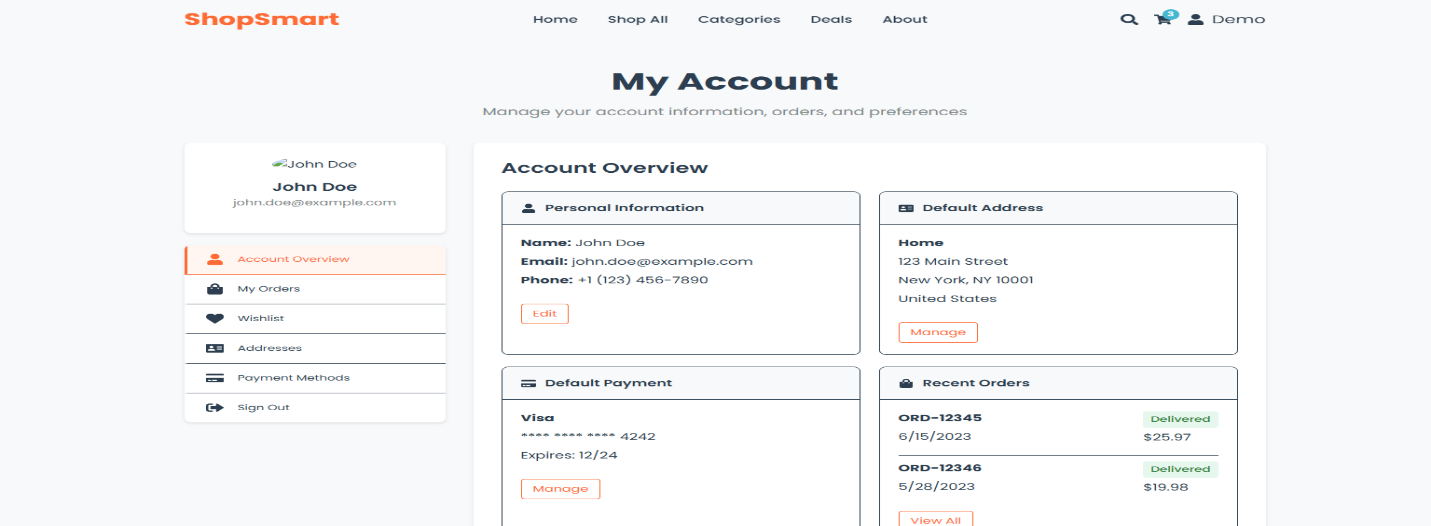 ShopSmart
Home Shop All Categories Deals About
3
Demo
My Account
Manage your account information, orders, and preferences
John Doe
John Doe
john.doe@example.com
Account Overview
My Orders
Wishlist
Addresses
Payment Methods
Sign Out
Account Overview
Personal Information
Name: John Doe
Email: john.doe@example.com
Phone: +1 (123) 456-7890
Edit
Default Address
Home
123 Main Street
New York, NY 10001
United States
Manage
Default Payment
Visa
**** **** **** 4242
Expires: 12/24
Manage
Recent Orders
ORD-12345 Delivered
6/15/2023 $25.97
ORD-12346 Delivered
5/28/2023 $19.98
View All